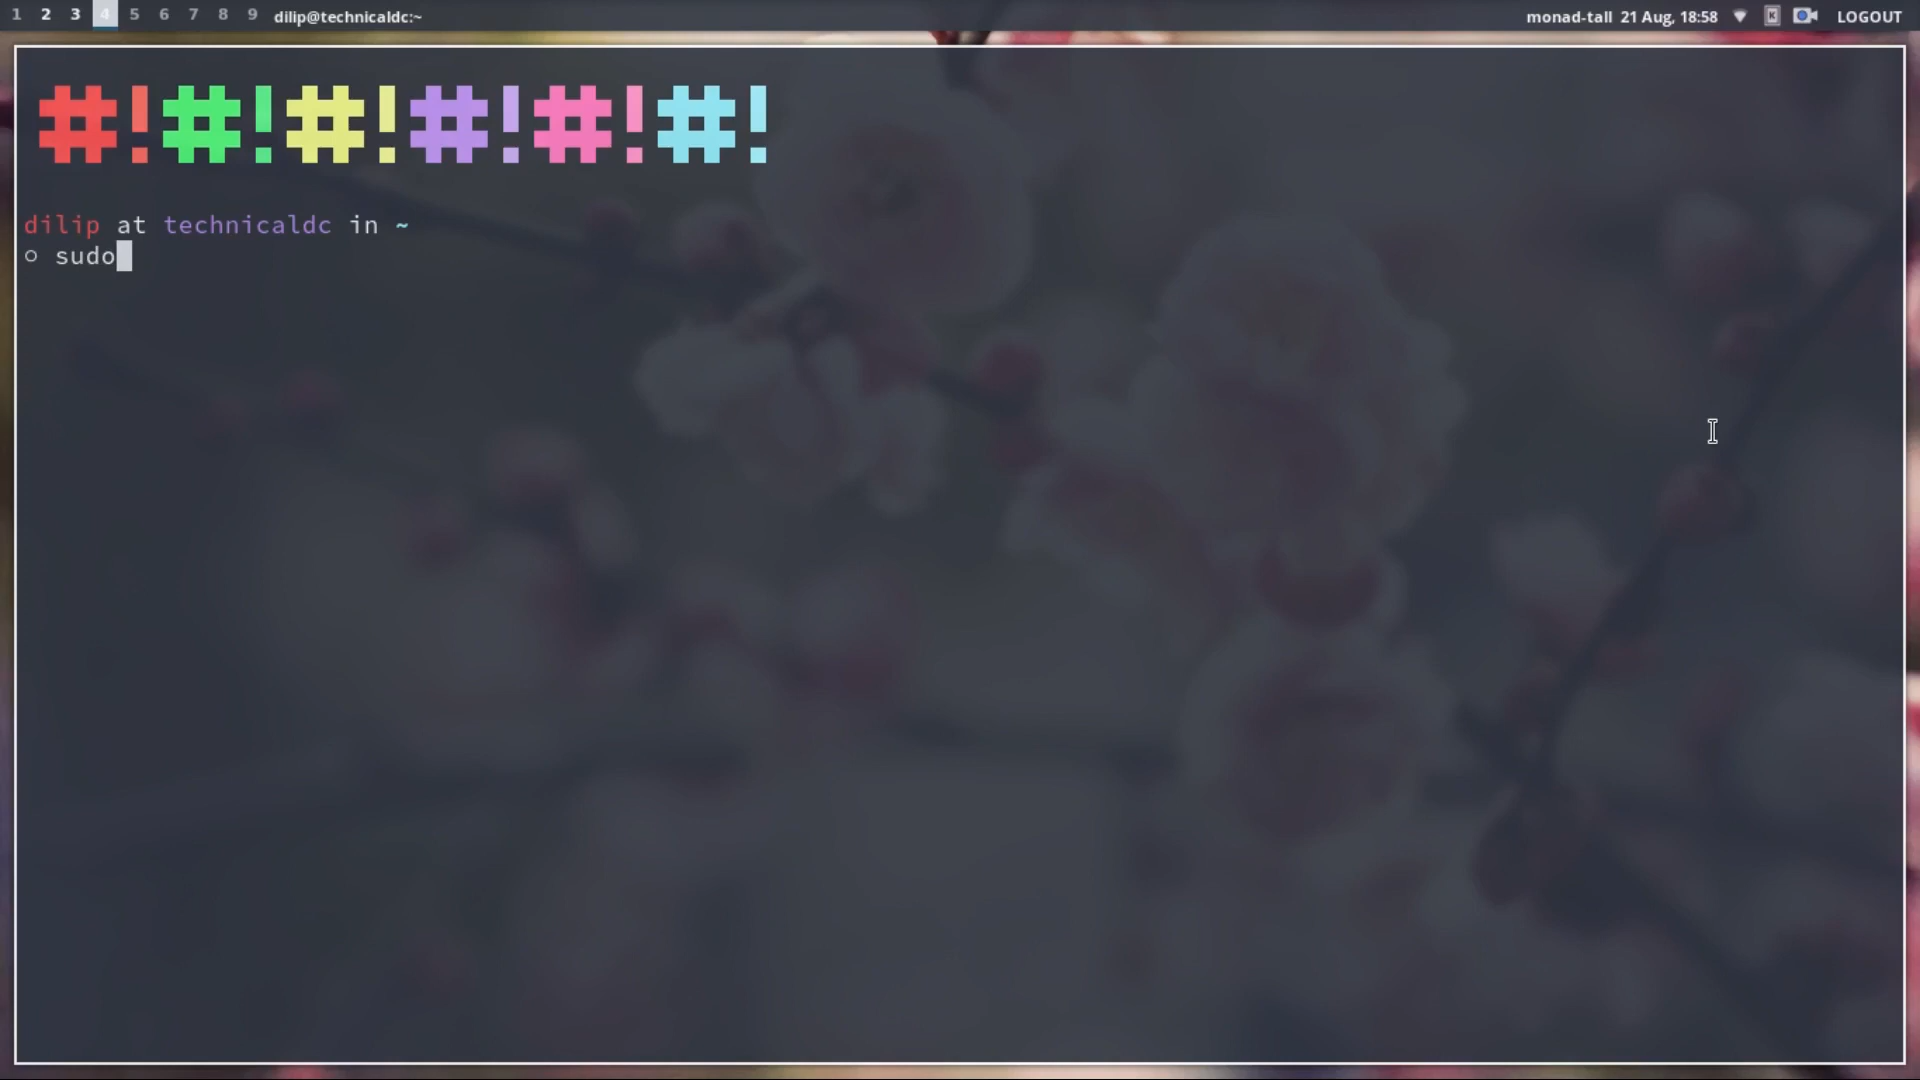 1 2 3 4 5 6 7 8 9 dilip@technicaldc:~ monad-tall 21 Aug, 18:58 K LOGOUT
#!#!#!#!#!#!
dilip at technicaldc in ~
○ sudo